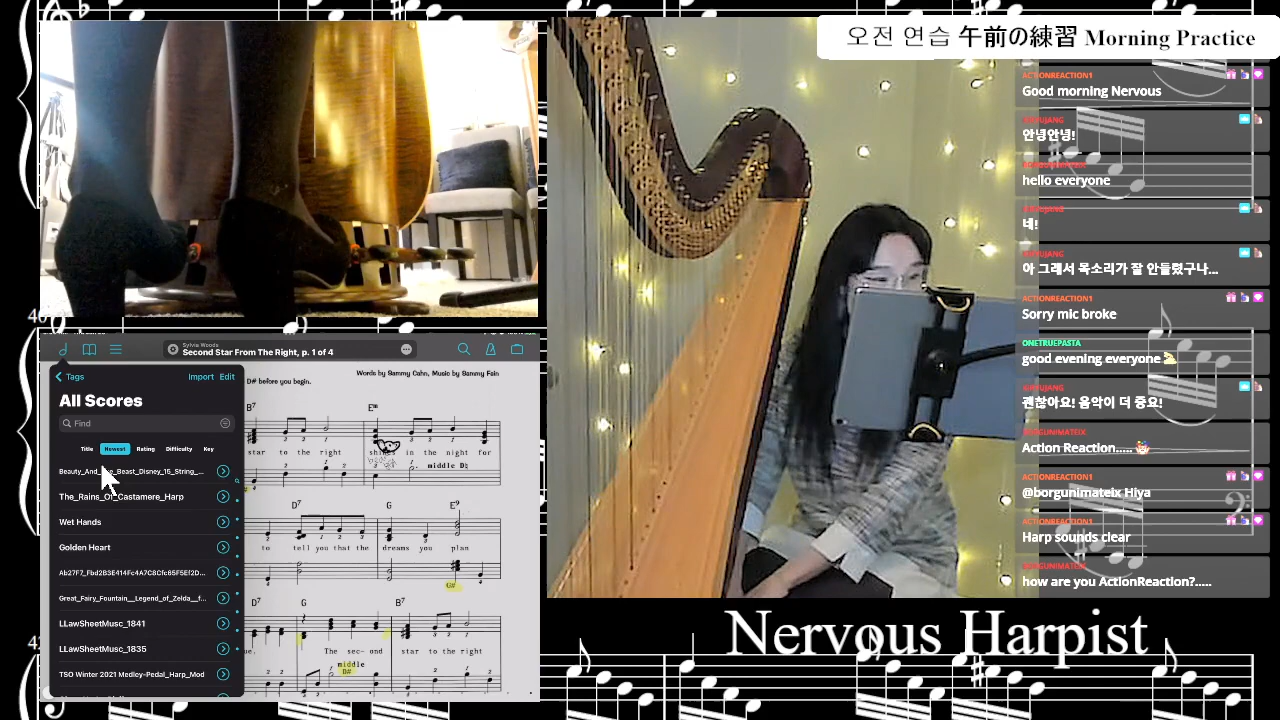 오전 연습 午前の練習 Morning Practice
ACTIONREACTION1
Good morning Nervous
안녕안녕!
hello everyone
네!
아 그래서 목소리가 잘 안들렸구나...
ACTIONREACTION1
Sorry mic broke
ONETRUEPASTA
good evening everyone
괜찮아요! 음악이 더 중요!
BORGUNIMATEIX
Action Reaction.....
ACTIONREACTION1
@borgunimateix Hiya
ACTIONREACTION1
Harp sounds clear
BORGUNIMATEIX
how are you ActionReaction?.....
Nervous Harpist
Sylvia Woods
Second Star From The Right, p. 1 of 4
Tags
Import Edit
All Scores
Find
Title Newest Rating Difficulty Key
The_Rains_Of_Castamere_Harp
Wet Hands
Golden Heart
Great_Fairy_Fountain__Legend_of_Zelda__f...
LLawSheetMusc_1841
LLawSheetMusc_1835
TSO Winter 2021 Medley-Pedal_Harp_Mod
D# before you begin.
Words by Sammy Cahn, Music by Sammy Fain
B7
star to the right shines in the night for
middle D♮
D7 G E9
to tell you that the dreams you plan
G#
D7 G B7
The sec- ond star to the right
middle
D#